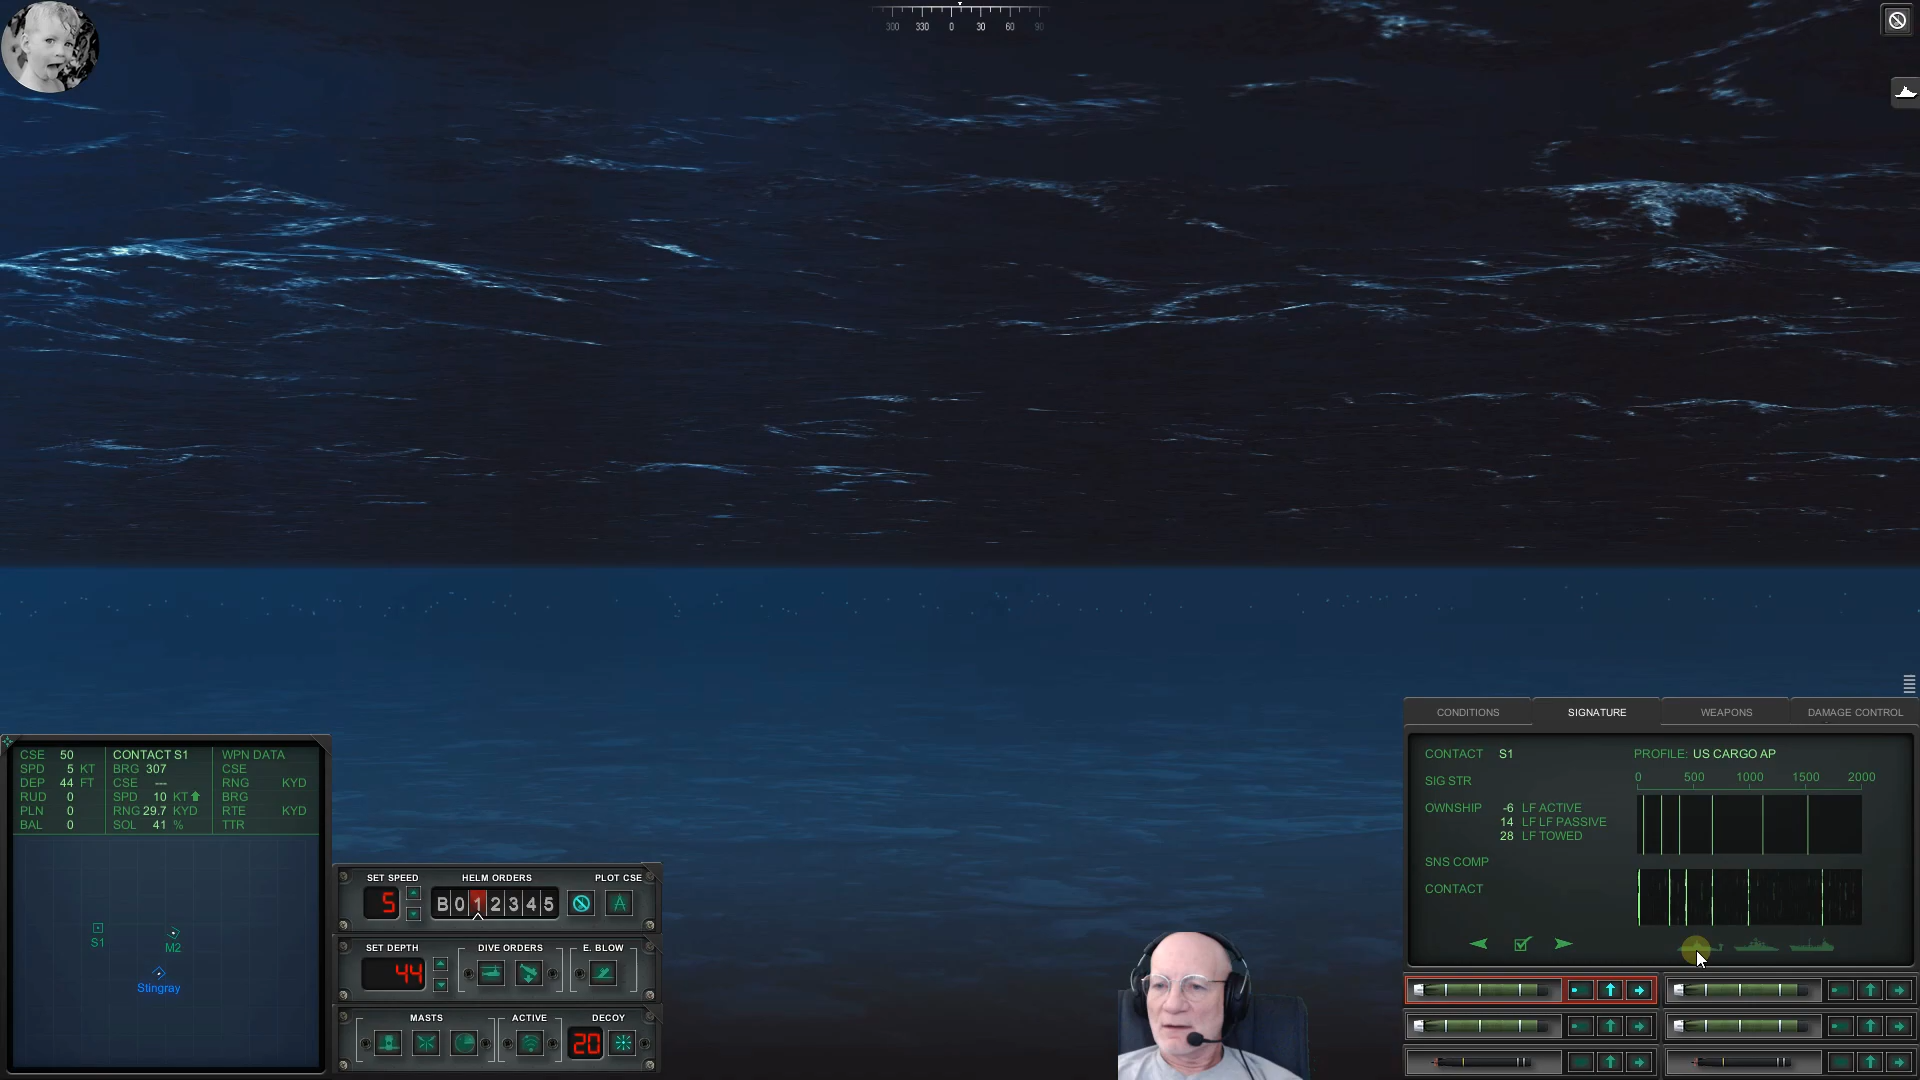 300 330 0 30 60 90
CONDITIONS SIGNATURE WEAPONS DAMAGE CONTROL
CONTACT S1 PROFILE: US CARGO AP
SIG STR 0 500 1000 1500 2000
OWNSHIP -6 LF ACTIVE
14 LF LF PASSIVE
28 LF TOWED
SNS COMP
CONTACT
CSE 50 CONTACT S1 WPN DATA
SPD 5 KT BRG 307 CSE
DEP 44 FT CSE --- RNG KYD
RUD 0 SPD 10 KT BRG
PLN 0 RNG 29.7 KYD RTE KYD
BAL 0 SOL 41 % TTR
S1
M2
Stingray
SET SPEED HELM ORDERS PLOT CSE
5 B 0 1 2 3 4 5
SET DEPTH DIVE ORDERS E. BLOW
44
MASTS ACTIVE DECOY
20